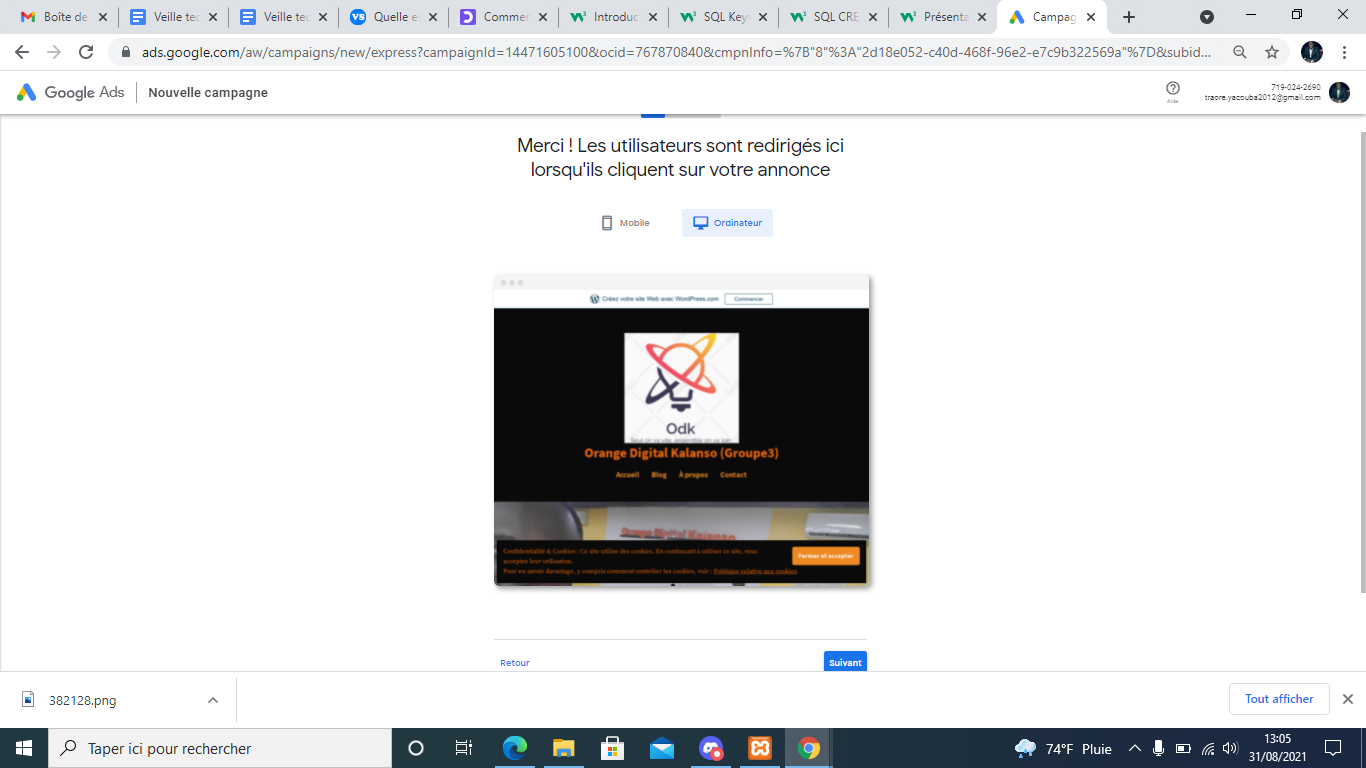 Boîte de
Veille tec
Veille tec
Quelle e
Commer
Introduc
SQL Key
SQL CRE
Présenta
Campag
ads.google.com/aw/campaigns/new/express?campaignId=14471605100&ocid=767870840&cmpnInfo=%7B"8"%3A"2d18e052-c40d-468f-96e2-e7c9b322569a"%7D&subid...
Google Ads
Nouvelle campagne
Aide
719-024-2690
traore.yacouba2012@gmail.com
Merci ! Les utilisateurs sont redirigés ici
lorsqu'ils cliquent sur votre annonce
Mobile
Ordinateur
Créez votre site Web avec WordPress.com
Commencer
Odk
Seul on va vite, ensemble on va loin
Orange Digital Kalanso (Groupe3)
Accueil Blog À propos Contact
Orange Digital Kalanso
Confidentialité & Cookies : Ce site utilise des cookies. En continuant à utiliser ce site, vous
acceptez leur utilisation.
Pour en savoir davantage, y compris comment contrôler les cookies, voir : Politique relative aux cookies
Fermer et accepter
Retour
Suivant
382128.png
Tout afficher
Taper ici pour rechercher
74°F Pluie
13:05
31/08/2021